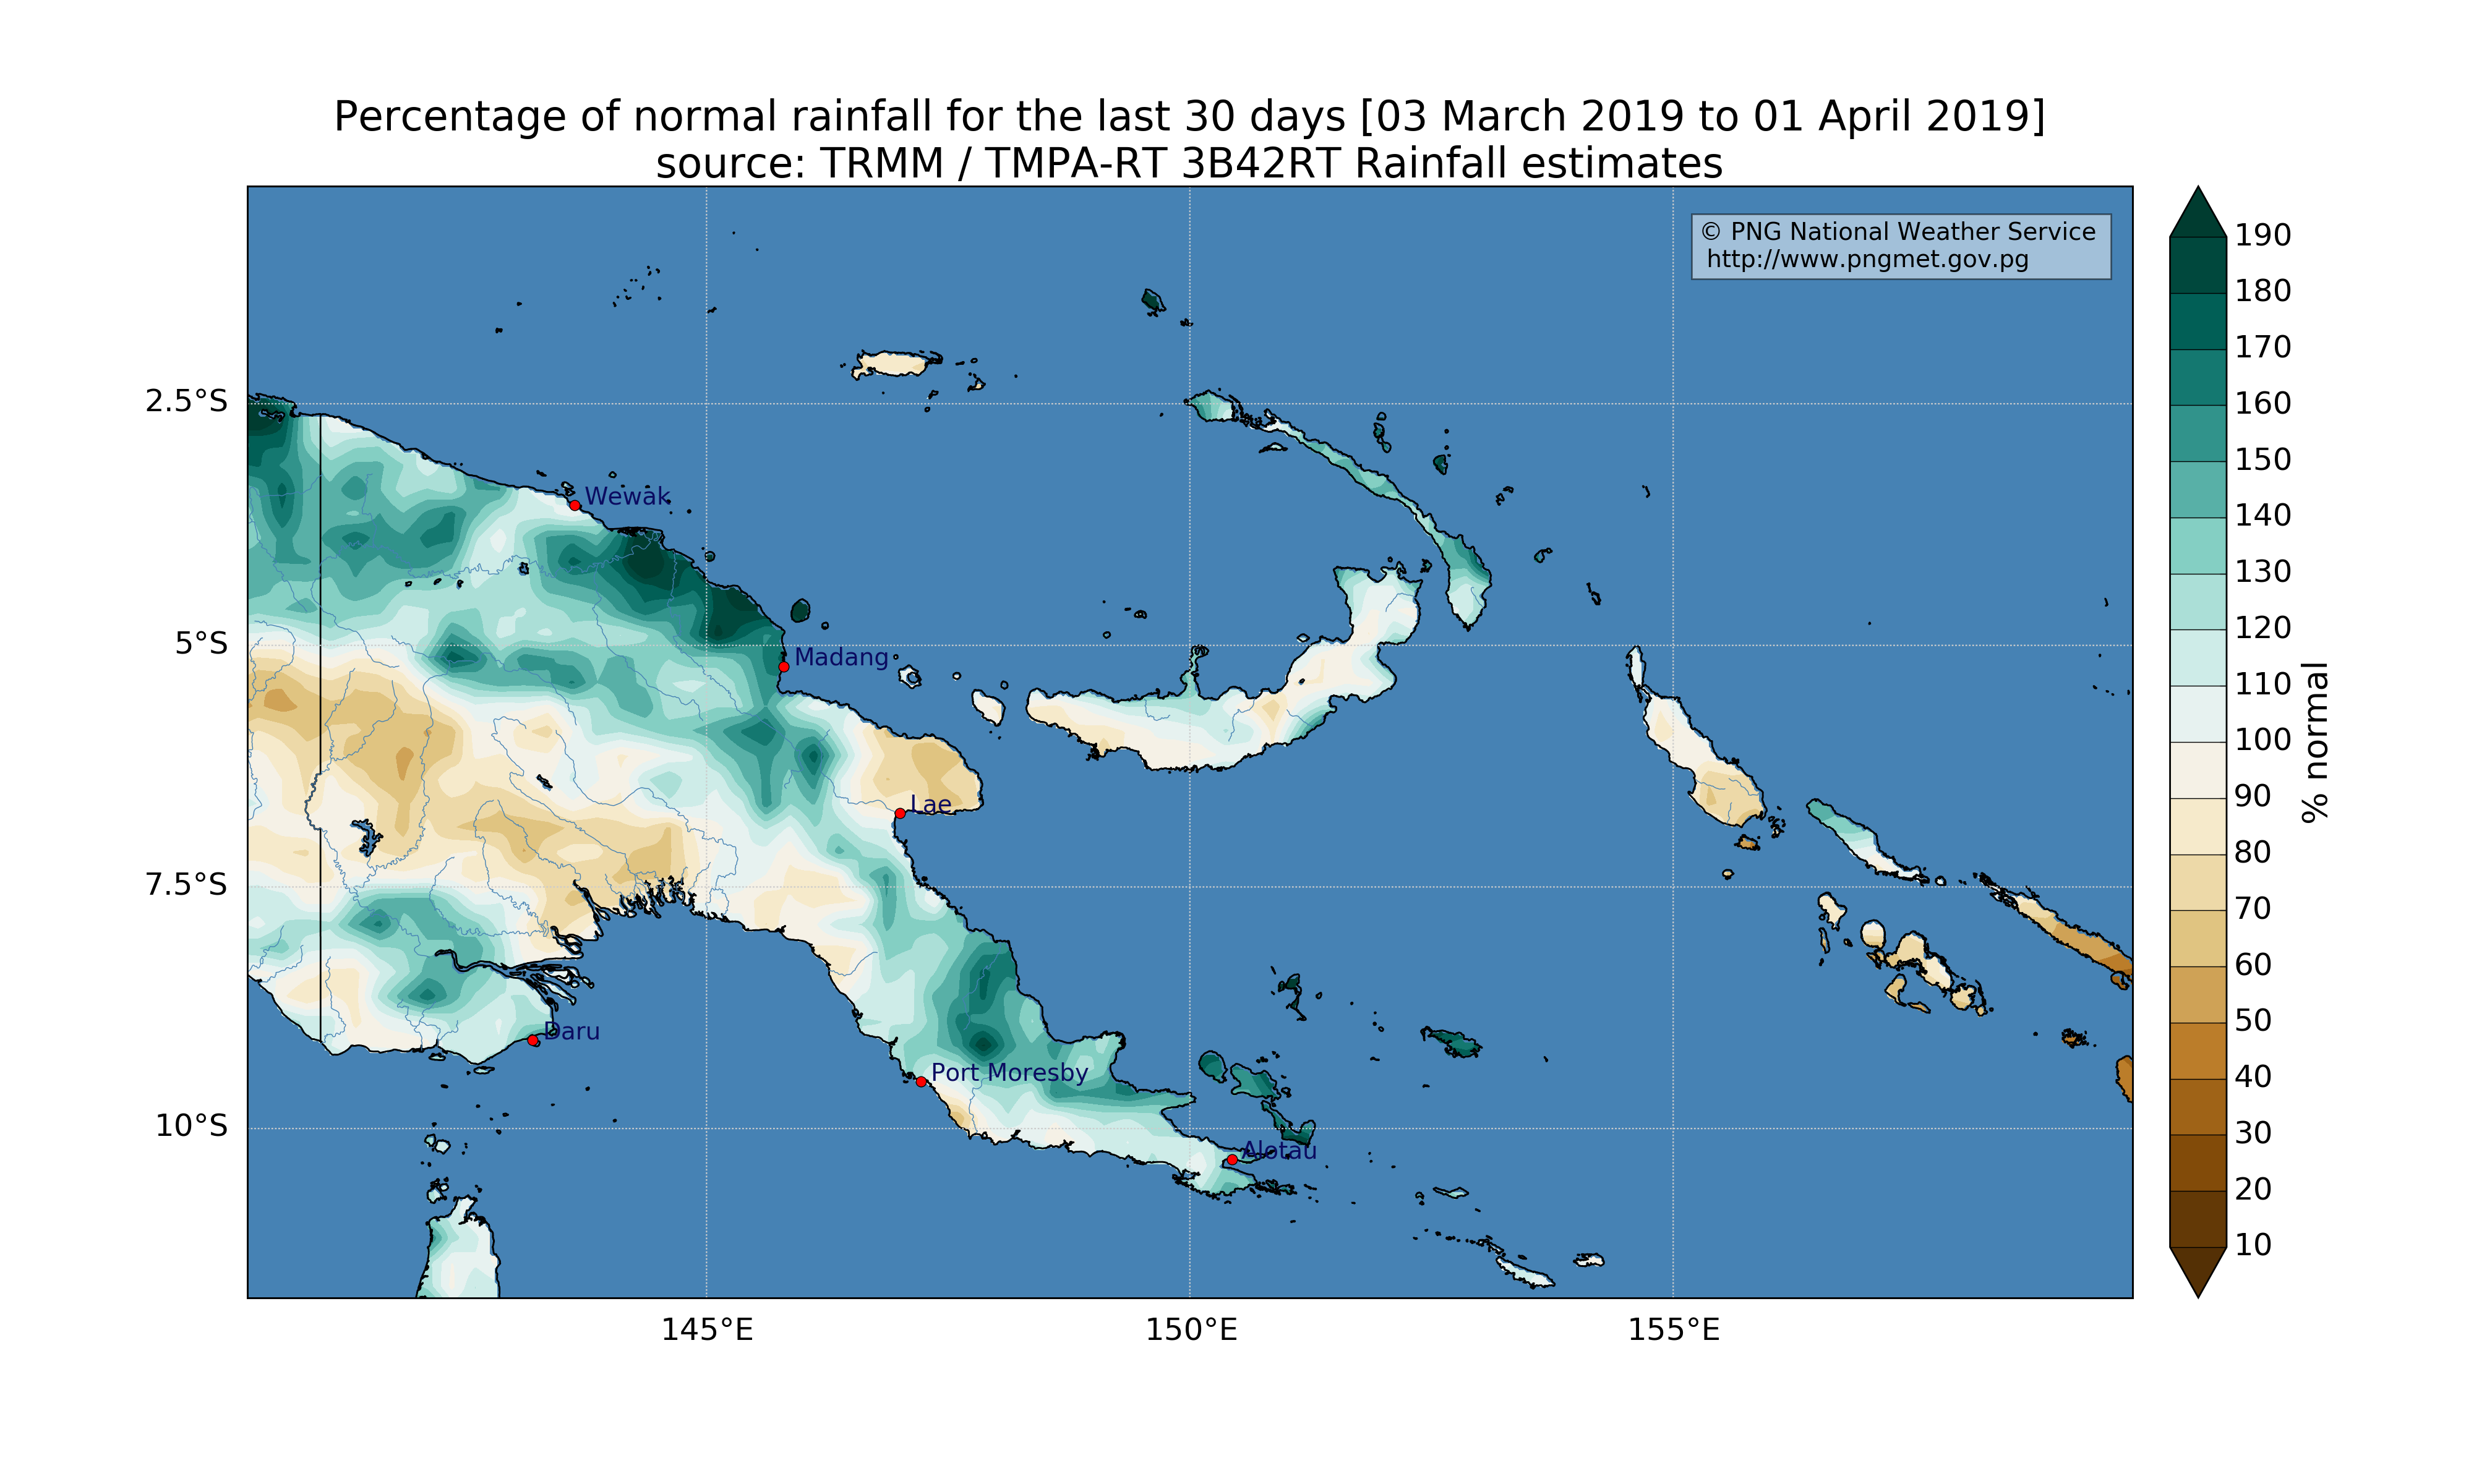 Percentage of normal rainfall for the last 30 days [03 March 2019 to 01 April 2019]
source: TRMM / TMPA-RT 3B42RT Rainfall estimates
© PNG National Weather Service
http://www.pngmet.gov.pg
2.5°S
5°S
7.5°S
10°S
Wewak
Madang
Lae
Daru
Port Moresby
Alotau
145°E
150°E
155°E
190
180
170
160
150
140
130
120
110
100
90
80
70
60
50
40
30
20
10
% normal